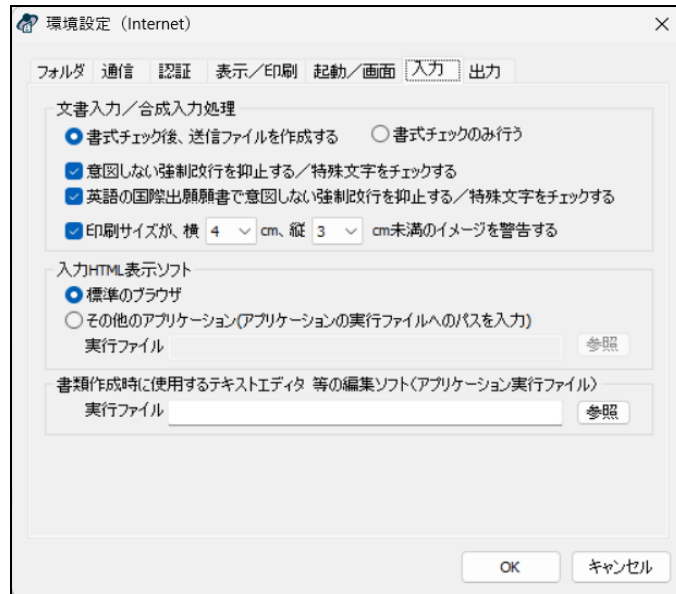 環境設定（Internet）
フォルダ 通信 認証 表示／印刷 起動／画面 入力 出力
文書入力／合成入力処理
書式チェック後、送信ファイルを作成する 書式チェックのみ行う
意図しない強制改行を抑止する／特殊文字をチェックする
英語の国際出願願書で意図しない強制改行を抑止する／特殊文字をチェックする
印刷サイズが、横 4 cm、縦 3 cm未満のイメージを警告する
入力HTML表示ソフト
標準のブラウザ
その他のアプリケーション(アプリケーションの実行ファイルへのパスを入力)
実行ファイル 参照
書類作成時に使用するテキストエディタ 等の編集ソフト(アプリケーション実行ファイル)
実行ファイル 参照
OK キャンセル